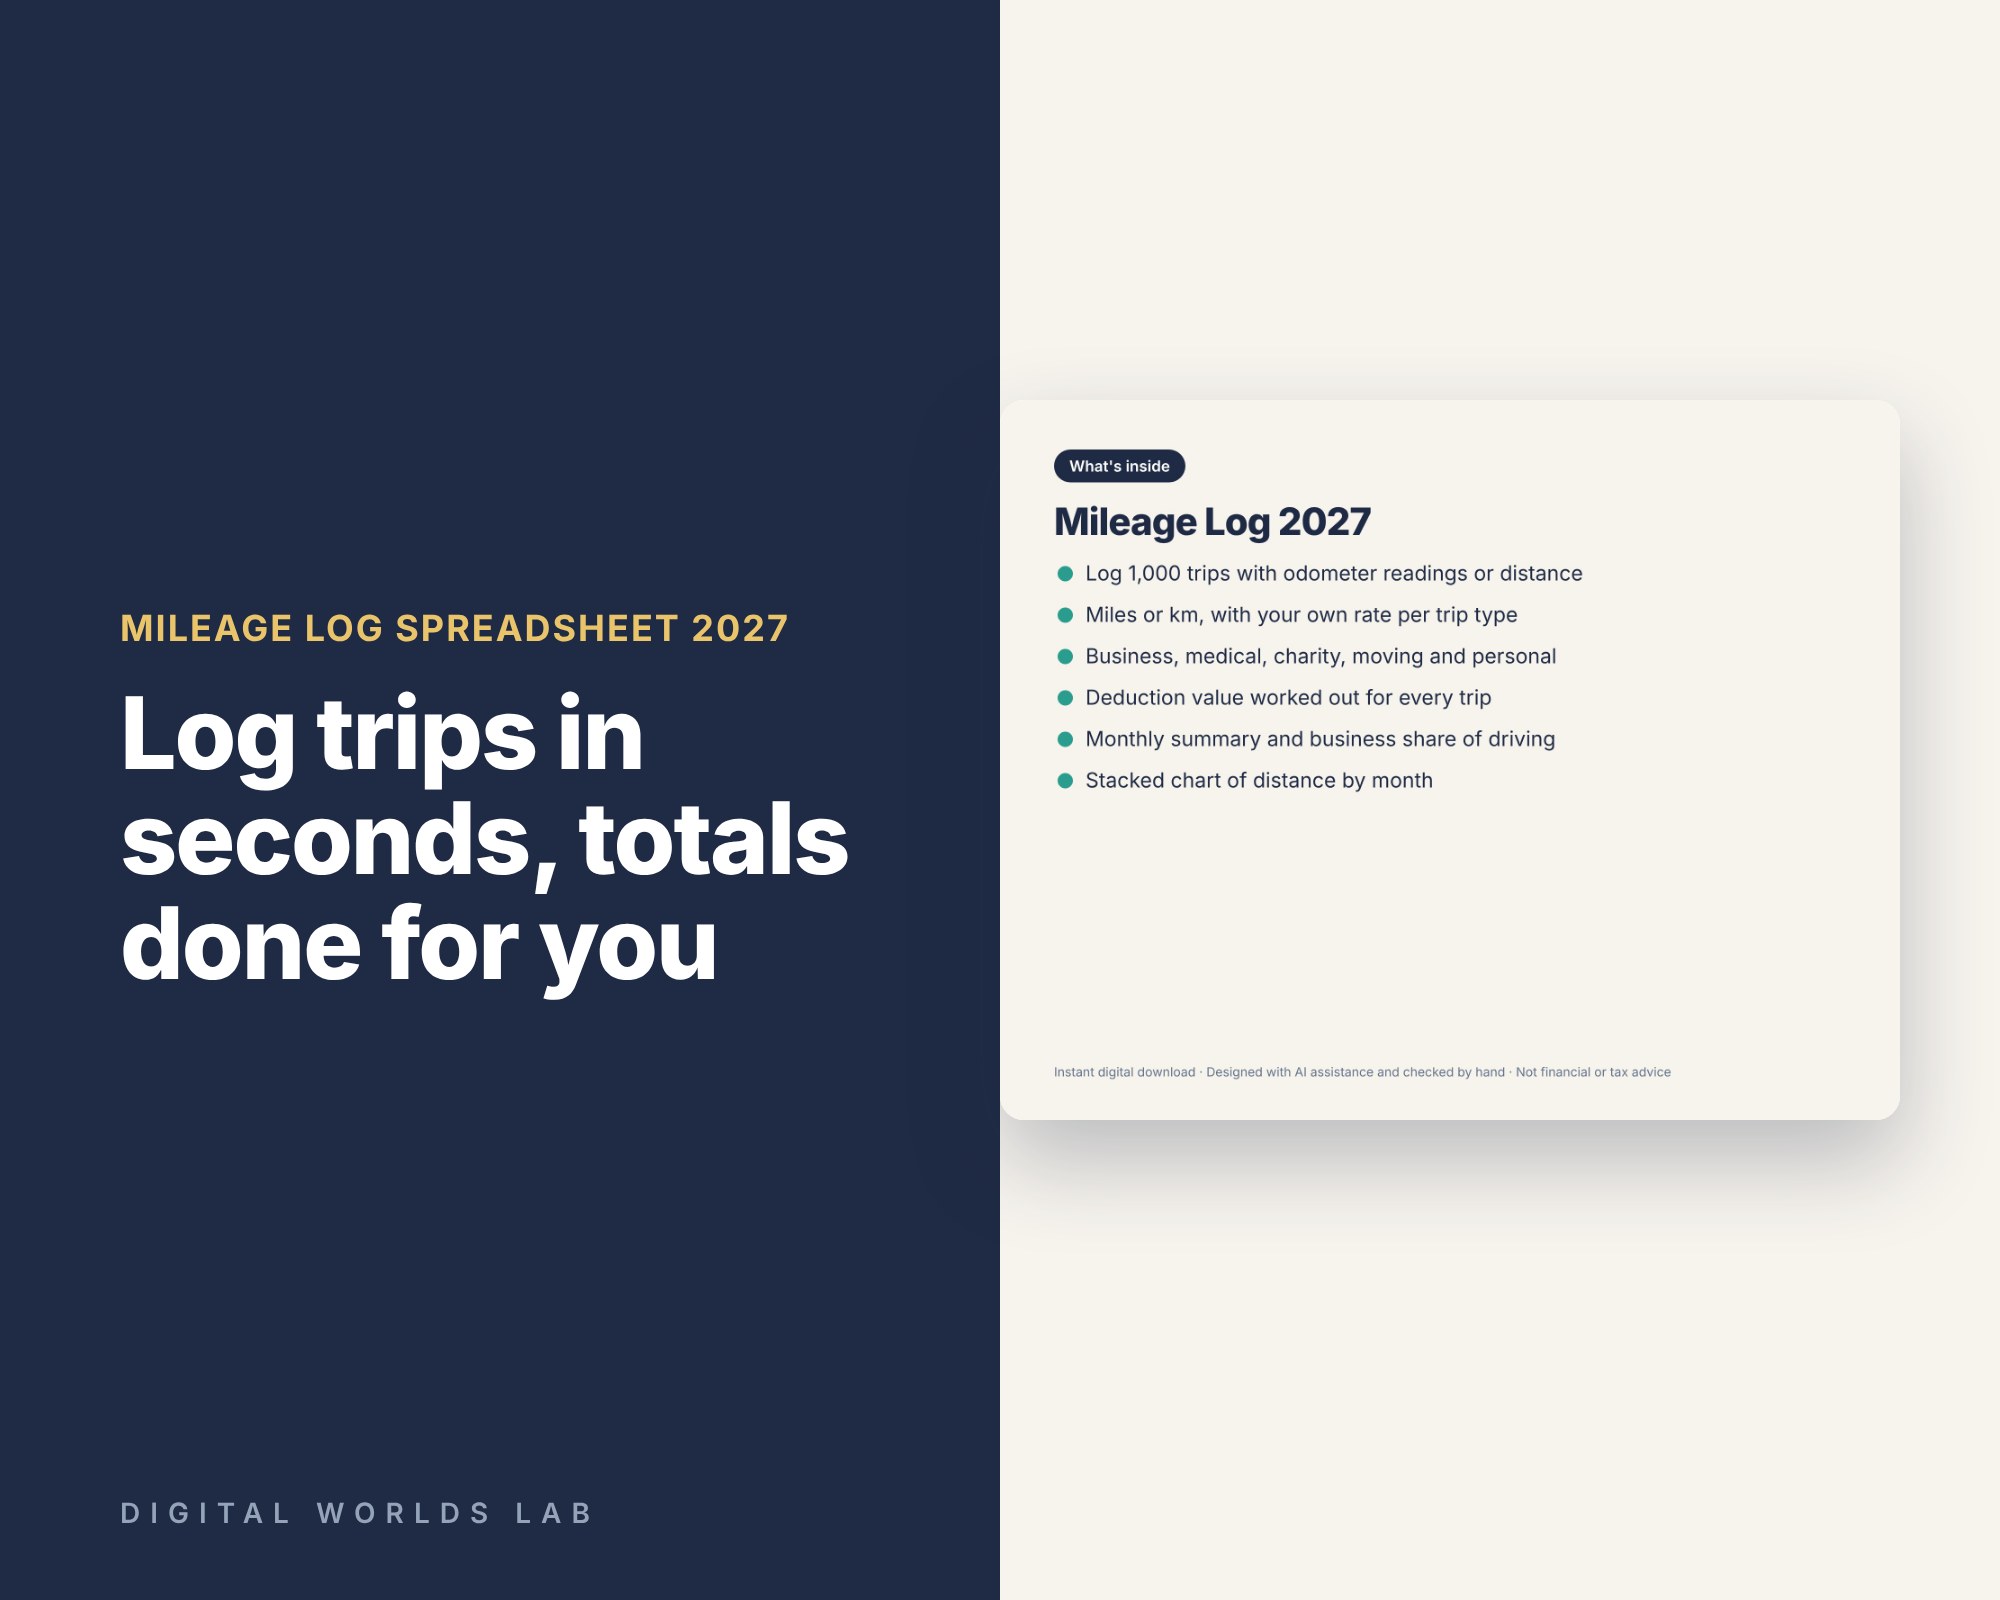 MILEAGE LOG SPREADSHEET 2027
Log trips in
seconds, totals
done for you
DIGITAL WORLDS LAB
What's inside
Mileage Log 2027
Log 1,000 trips with odometer readings or distance
Miles or km, with your own rate per trip type
Business, medical, charity, moving and personal
Deduction value worked out for every trip
Monthly summary and business share of driving
Stacked chart of distance by month
Instant digital download · Designed with AI assistance and checked by hand · Not financial or tax advice